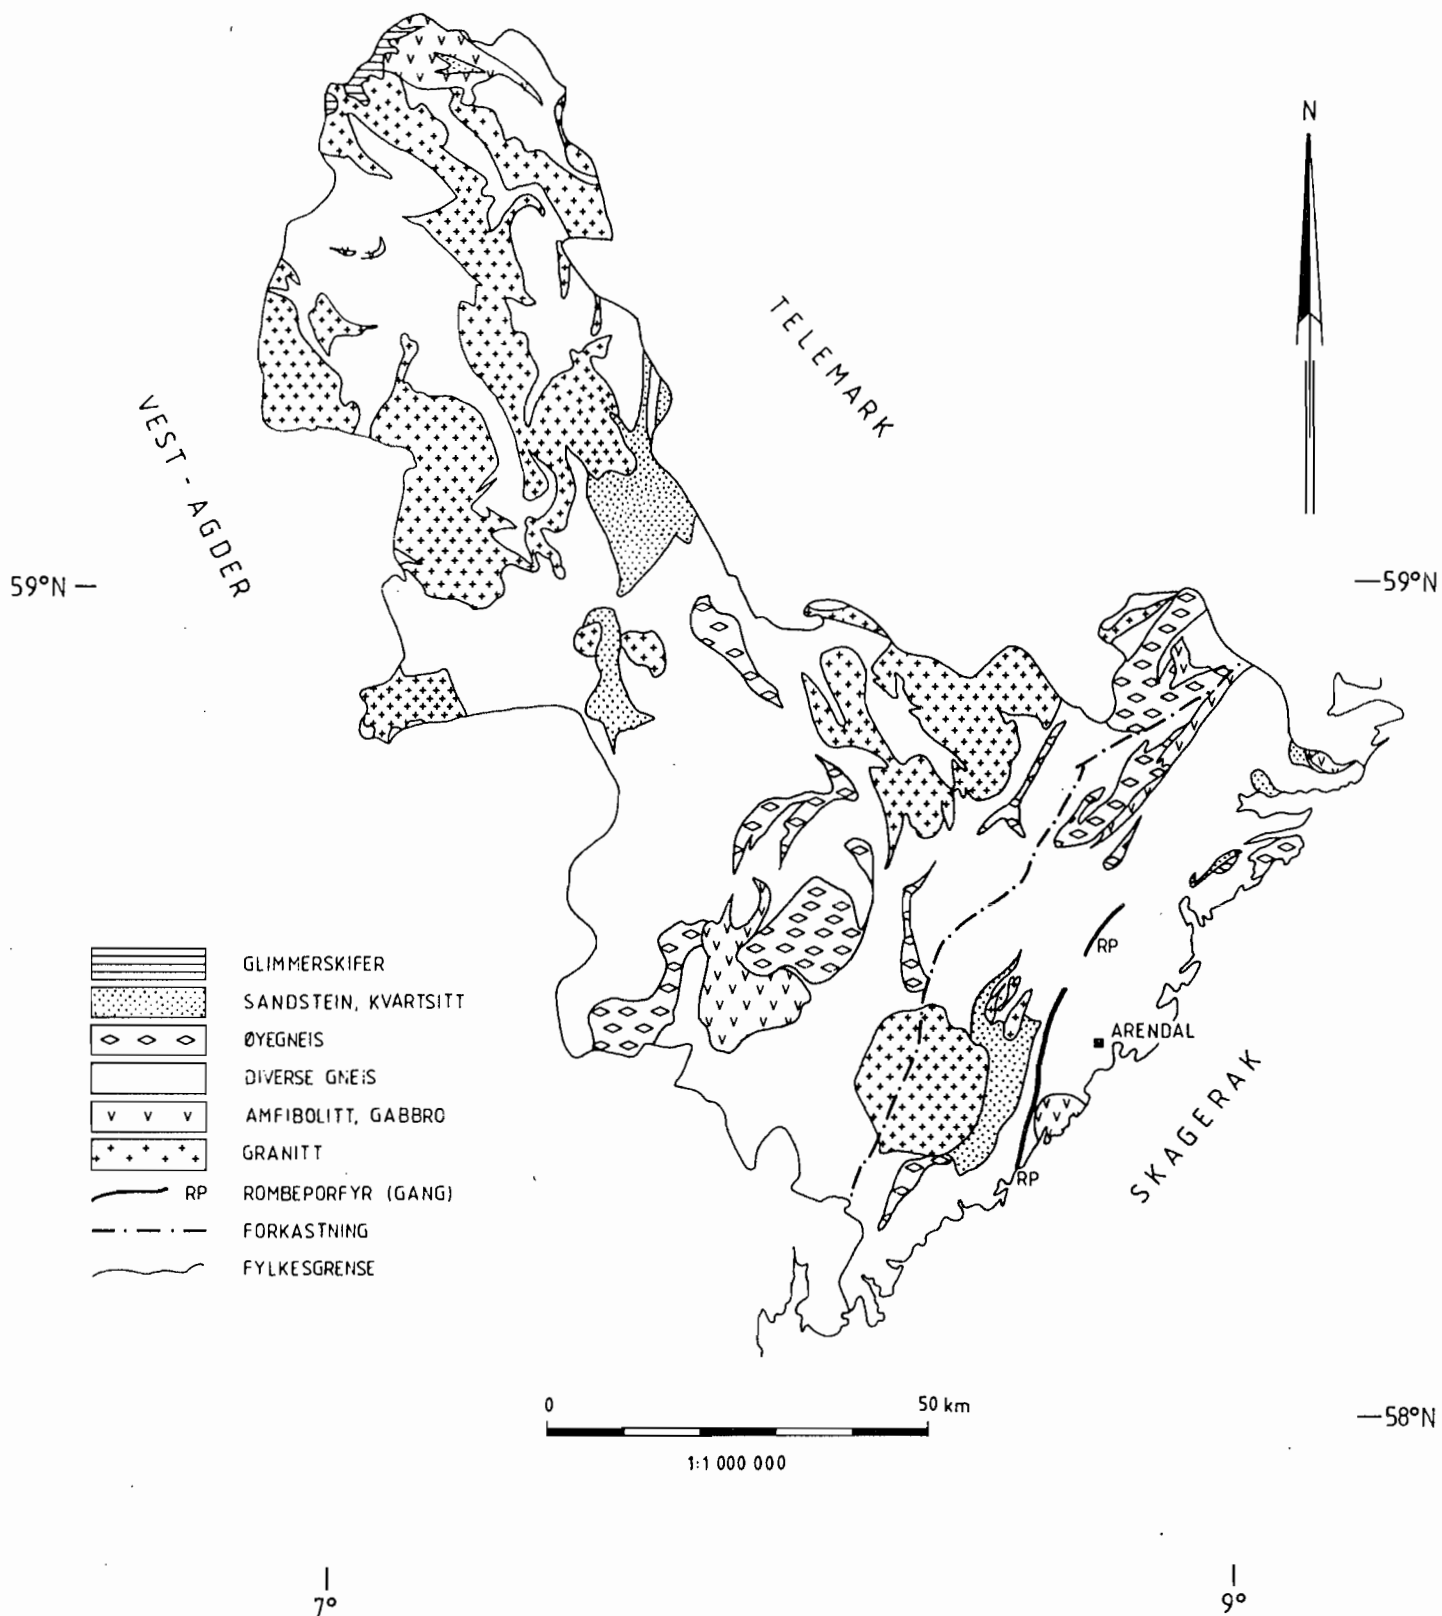 N
TELEMARK
VEST-AGDER
59°N
59°N
RP
ARENDAL
SKAGERAK
RP
GLIMMERSKIFER
SANDSTEIN, KVARTSITT
ØYEGNEIS
DIVERSE GNEIS
AMFIBOLITT, GABBRO
GRANITT
RP ROMBEPORFYR (GANG)
FORKASTNING
FYLKESGRENSE
0 50 km
1:1 000 000
58°N
7° 9°